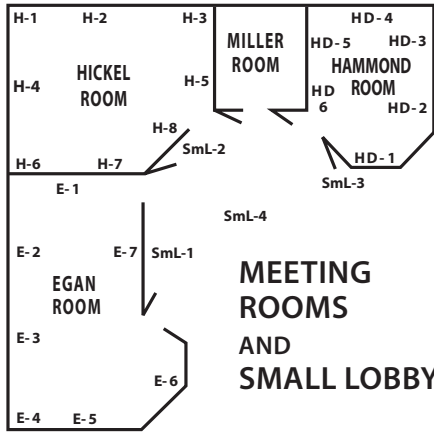 H-1
H-2
H-3
HD-4
MILLER
ROOM
HD-5
HD-3
HICKEL
ROOM
HAMMOND
ROOM
H-4
H-5
HD
6
HD-2
H-8
SmL-2
HD-1
H-6
H-7
SmL-3
E-1
SmL-4
E-2
E-7
SmL-1
EGAN
ROOM
MEETING
ROOMS
AND
SMALL LOBBY
E-3
E-6
E-4
E-5